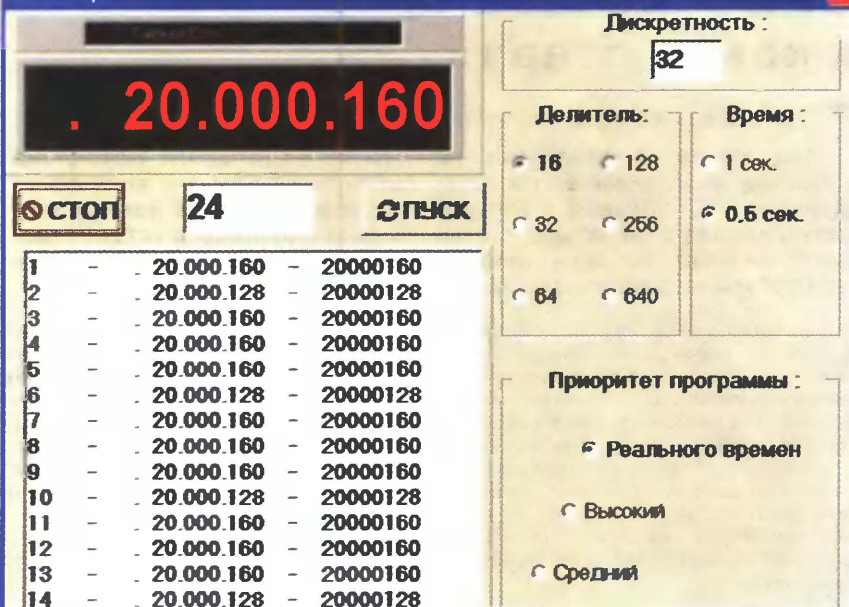 . 20.000.160
СТОП 24 ПУСК
1 - . 20.000.160 - 20000160
2 - . 20.000.128 - 20000128
3 - . 20.000.160 - 20000160
4 - . 20.000.160 - 20000160
5 - . 20.000.160 - 20000160
6 - . 20.000.128 - 20000128
7 - . 20.000.160 - 20000160
8 - . 20.000.160 - 20000160
9 - . 20.000.160 - 20000160
10 - . 20.000.128 - 20000128
11 - . 20.000.160 - 20000160
12 - . 20.000.160 - 20000160
13 - . 20.000.160 - 20000160
14 - . 20.000.128 - 20000128
Дискретность :
32
Делитель:
16 128
32 256
64 640
Время :
1 сек.
0,5 сек.
Приоритет программы :
Реального времен
Высокий
Средний